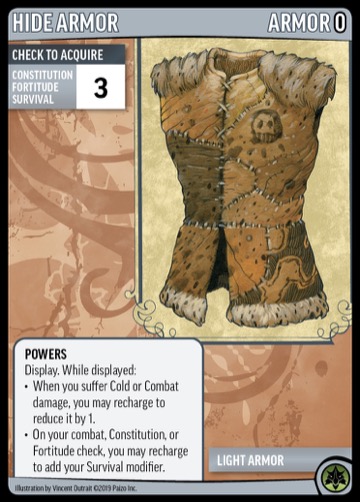 HIDE ARMOR
ARMOR 0
CHECK TO ACQUIRE
CONSTITUTION
FORTITUDE
SURVIVAL
3
POWERS
Display. While displayed:
• When you suffer Cold or Combat
damage, you may recharge to
reduce it by 1.
• On your combat, Constitution, or
Fortitude check, you may recharge
to add your Survival modifier.
LIGHT ARMOR
Illustration by Vincent Dutrait ©2019 Paizo Inc.